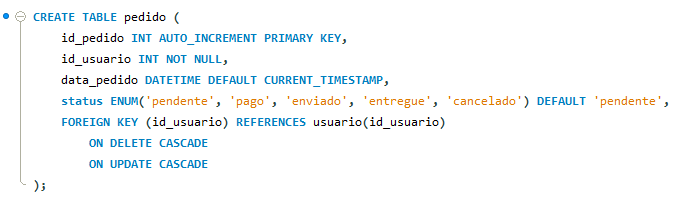 CREATE TABLE pedido (
    id_pedido INT AUTO_INCREMENT PRIMARY KEY,
    id_usuario INT NOT NULL,
    data_pedido DATETIME DEFAULT CURRENT_TIMESTAMP,
    status ENUM('pendente', 'pago', 'enviado', 'entregue', 'cancelado') DEFAULT 'pendente',
    FOREIGN KEY (id_usuario) REFERENCES usuario(id_usuario)
        ON DELETE CASCADE
        ON UPDATE CASCADE
);